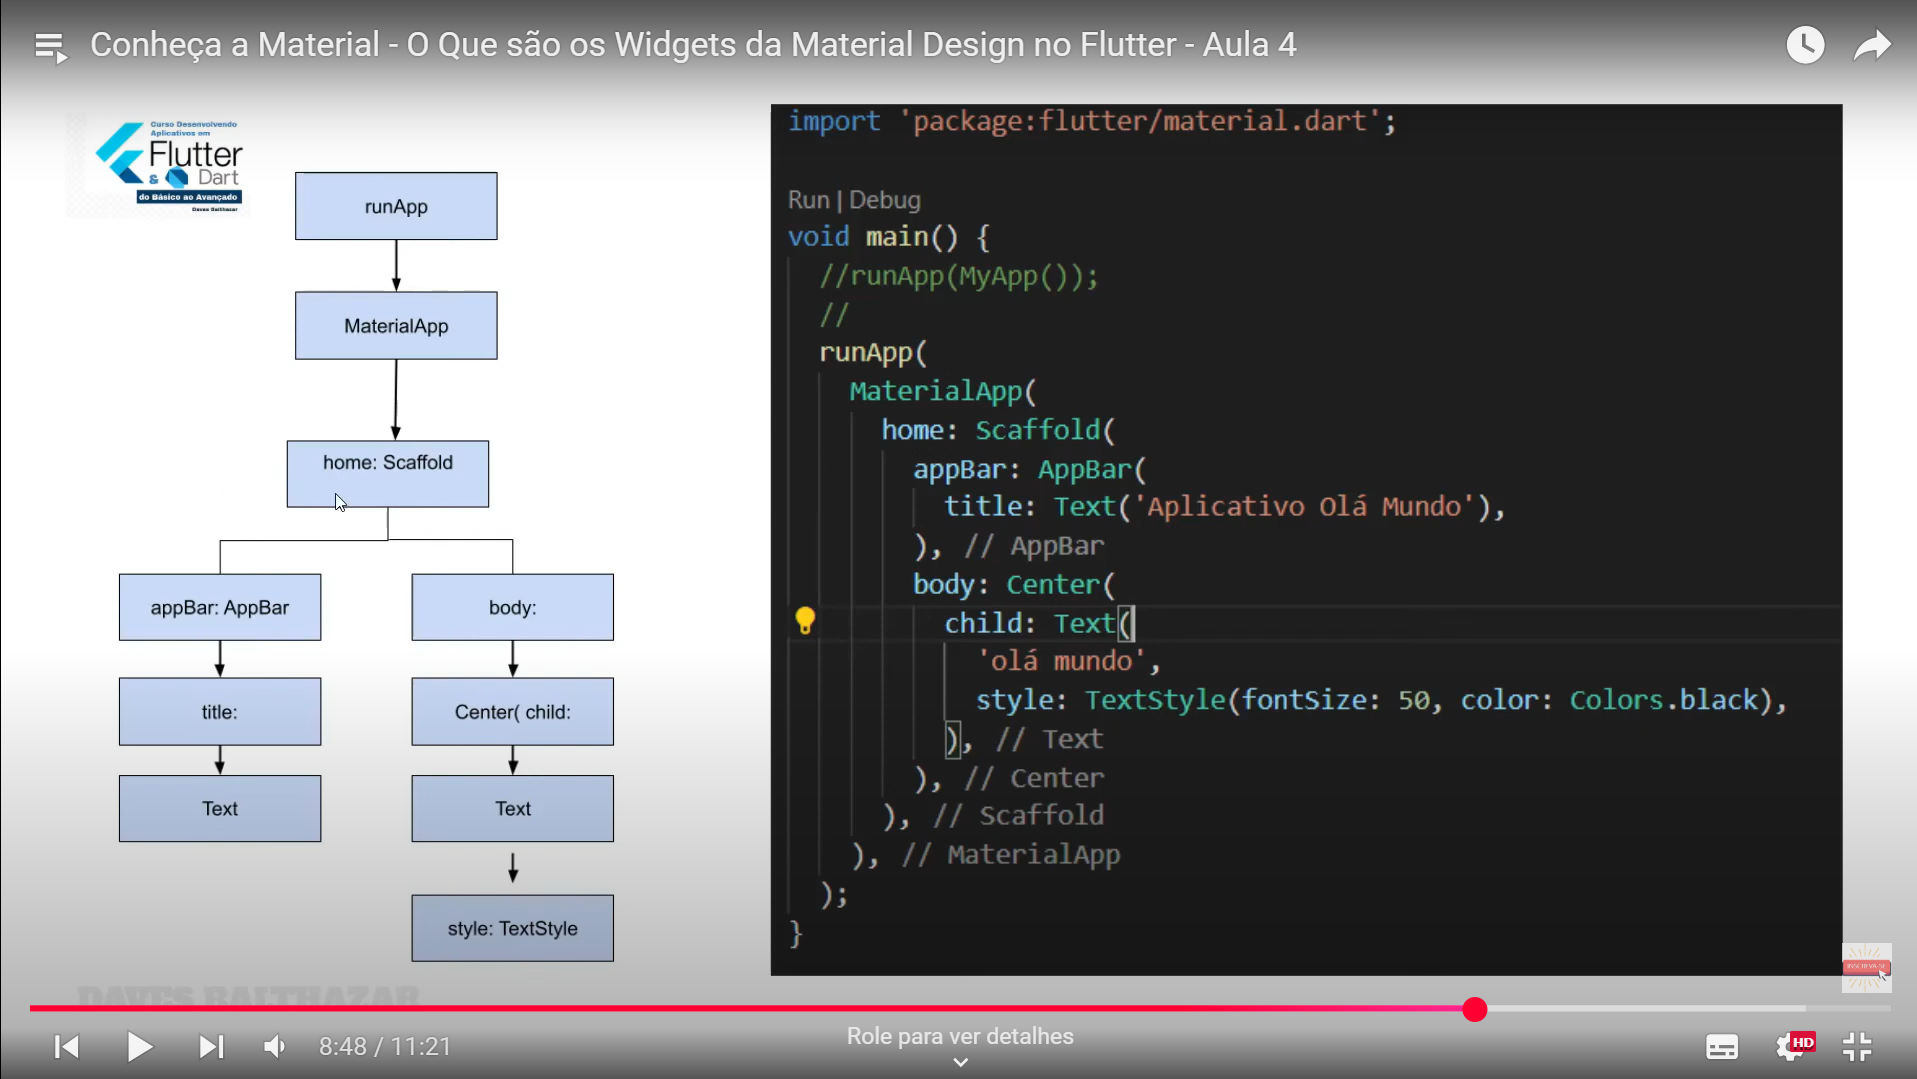 Conheça a Material - O Que são os Widgets da Material Design no Flutter - Aula 4
Curso Desenvolvendo
Aplicativos em
Flutter
& Dart
do Básico ao Avançado
Daves Balthazar
runApp
MaterialApp
home: Scaffold
appBar: AppBar
body:
title:
Center( child:
Text
Text
style: TextStyle
import 'package:flutter/material.dart';
Run | Debug
void main() {
//runApp(MyApp());
//
runApp(
MaterialApp(
home: Scaffold(
appBar: AppBar(
title: Text('Aplicativo Olá Mundo'),
), // AppBar
body: Center(
child: Text(
'olá mundo',
style: TextStyle(fontSize: 50, color: Colors.black),
), // Text
), // Center
), // Scaffold
), // MaterialApp
);
}
INSCREVA-SE
DAVES BALTHAZAR
8:48 / 11:21
Role para ver detalhes
HD